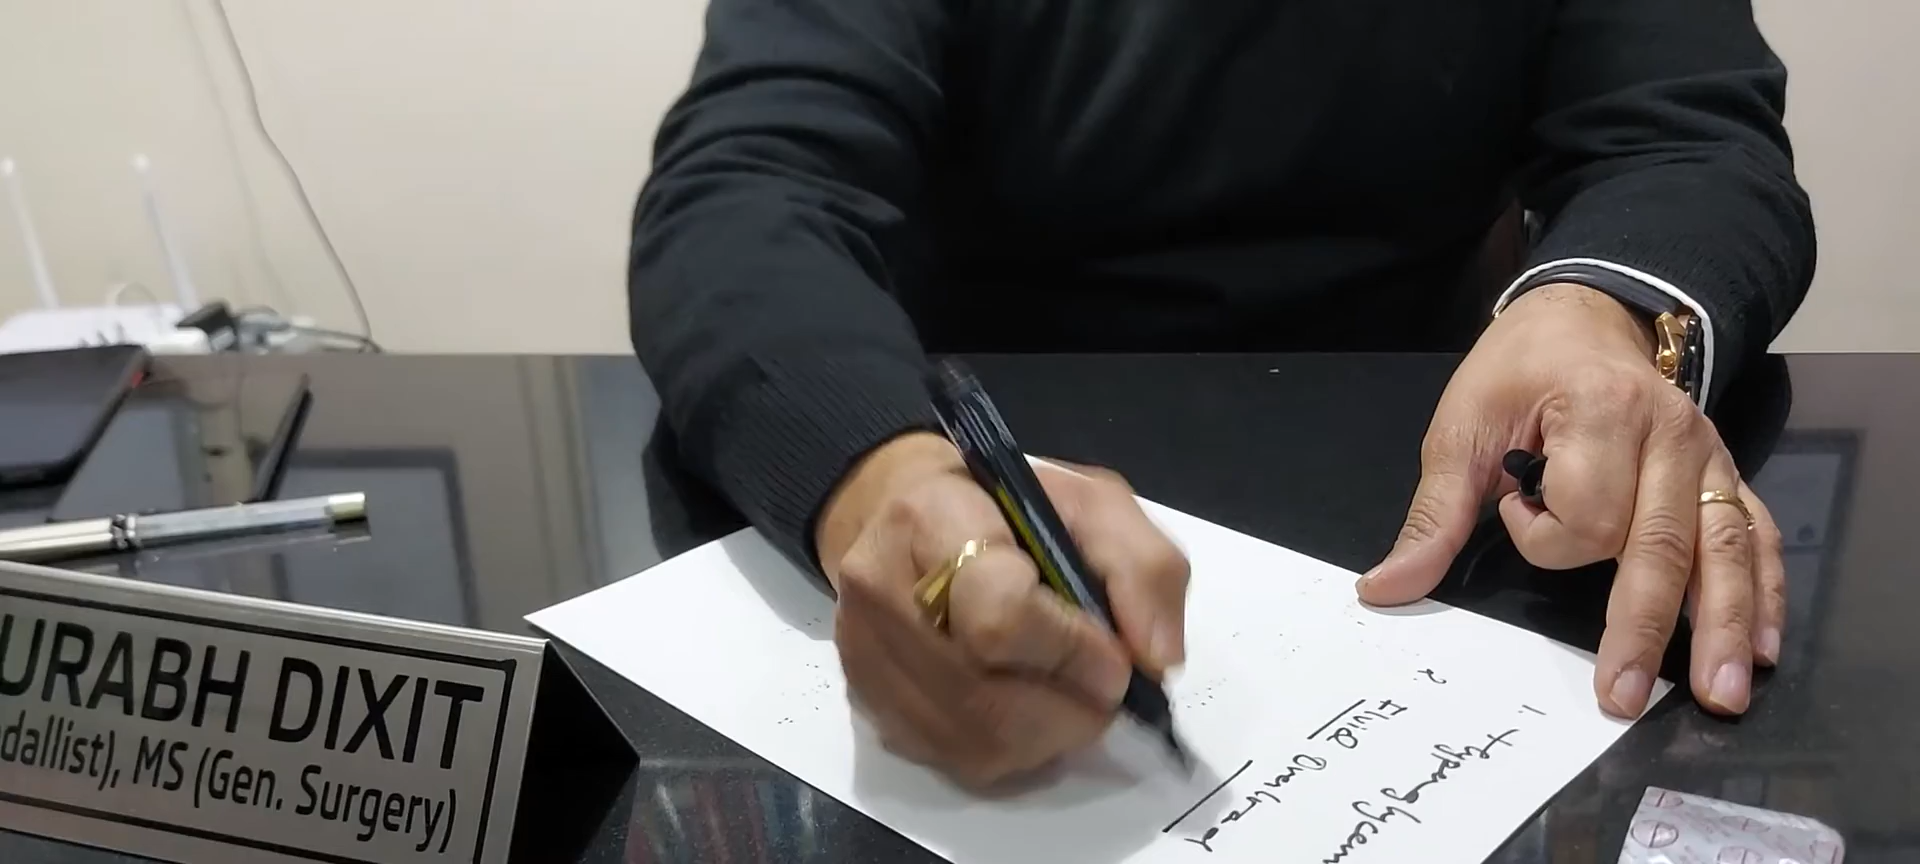 URABH DIXIT
dallist), MS (Gen. Surgery)
1. Hyperglycem
2. Fluid Overload